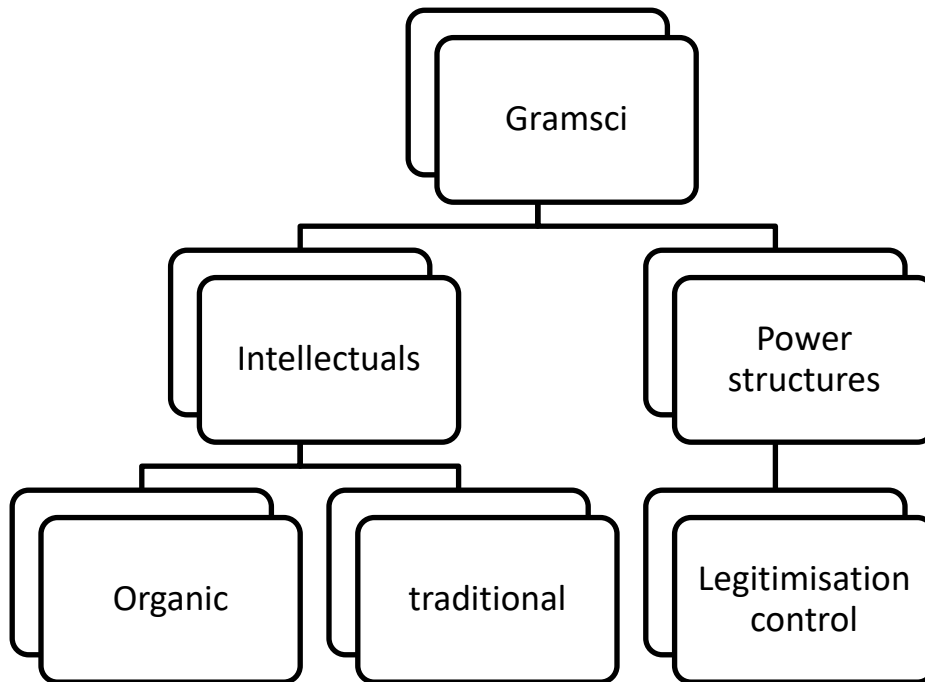 Gramsci
Intellectuals
Power
structures
Organic
traditional
Legitimisation
control